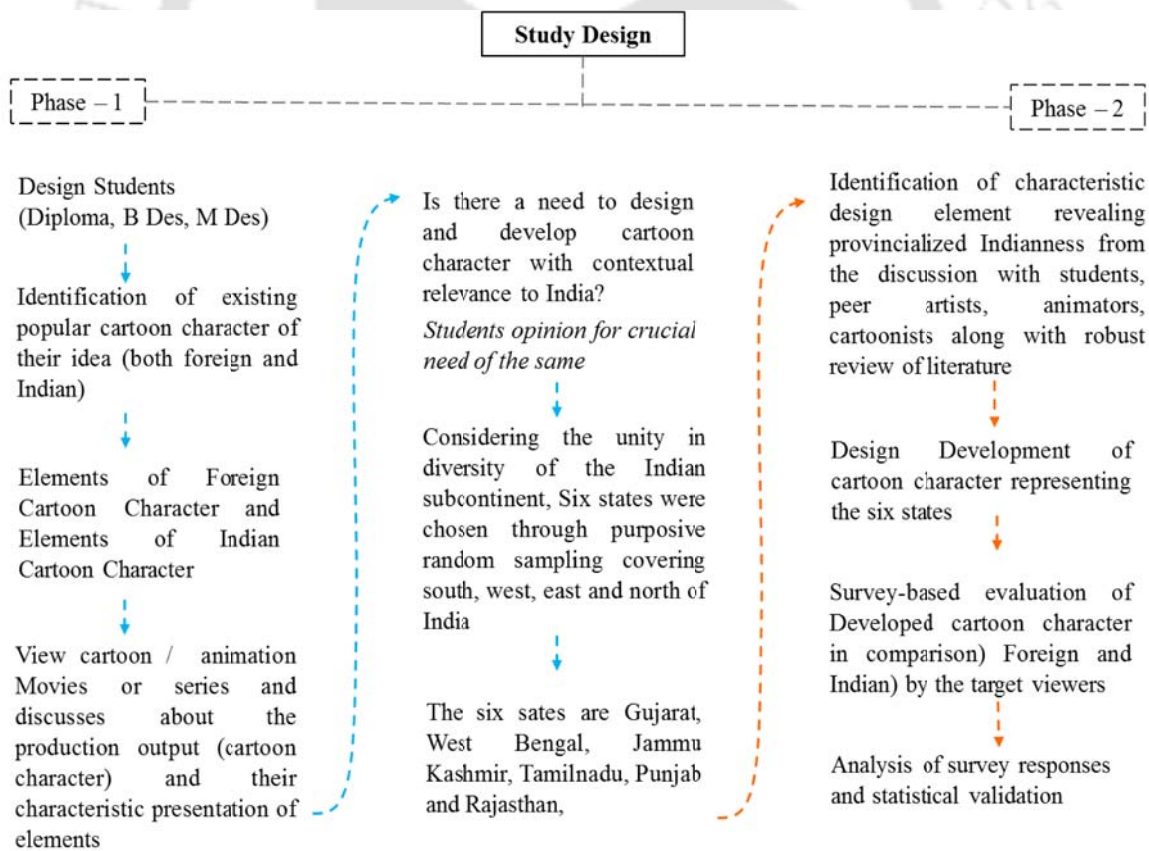 Study Design
Phase – 1
Phase – 2
Design Students
(Diploma, B Des, M Des)
Identification of existing
popular cartoon character of
their idea (both foreign and
Indian)
Elements of Foreign
Cartoon Character and
Elements of Indian
Cartoon Character
View cartoon / animation
Movies or series and
discusses about the
production output (cartoon
character) and their
characteristic presentation of
elements
Is there a need to design
and develop cartoon
character with contextual
relevance to India?
Students opinion for crucial
need of the same
Considering the unity in
diversity of the Indian
subcontinent, Six states were
chosen through purposive
random sampling covering
south, west, east and north of
India
The six sates are Gujarat,
West Bengal, Jammu
Kashmir, Tamilnadu, Punjab
and Rajasthan,
Identification of characteristic
design element revealing
provincialized Indianness from
the discussion with students,
peer artists, animators,
cartoonists along with robust
review of literature
Design Development of
cartoon character representing
the six states
Survey-based evaluation of
Developed cartoon character
in comparison) Foreign and
Indian) by the target viewers
Analysis of survey responses
and statistical validation